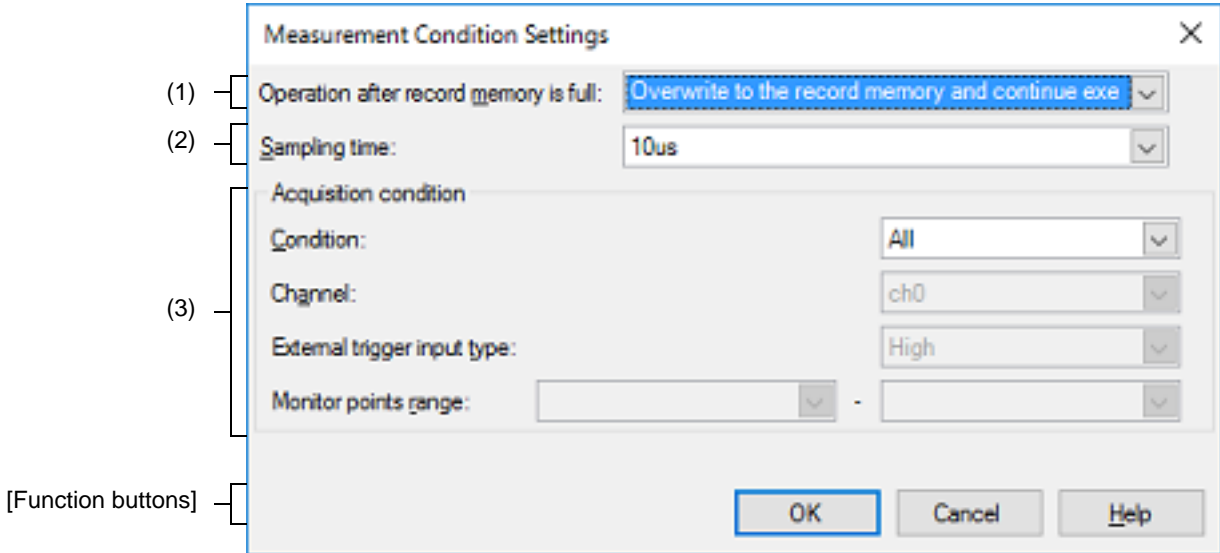 Measurement Condition Settings
(1) Operation after record memory is full: Overwrite to the record memory and continue exe
(2) Sampling time: 10us
(3)
Acquisition condition
Condition: All
Channel: ch0
External trigger input type: High
Monitor points range: -
[Function buttons] OK Cancel Help